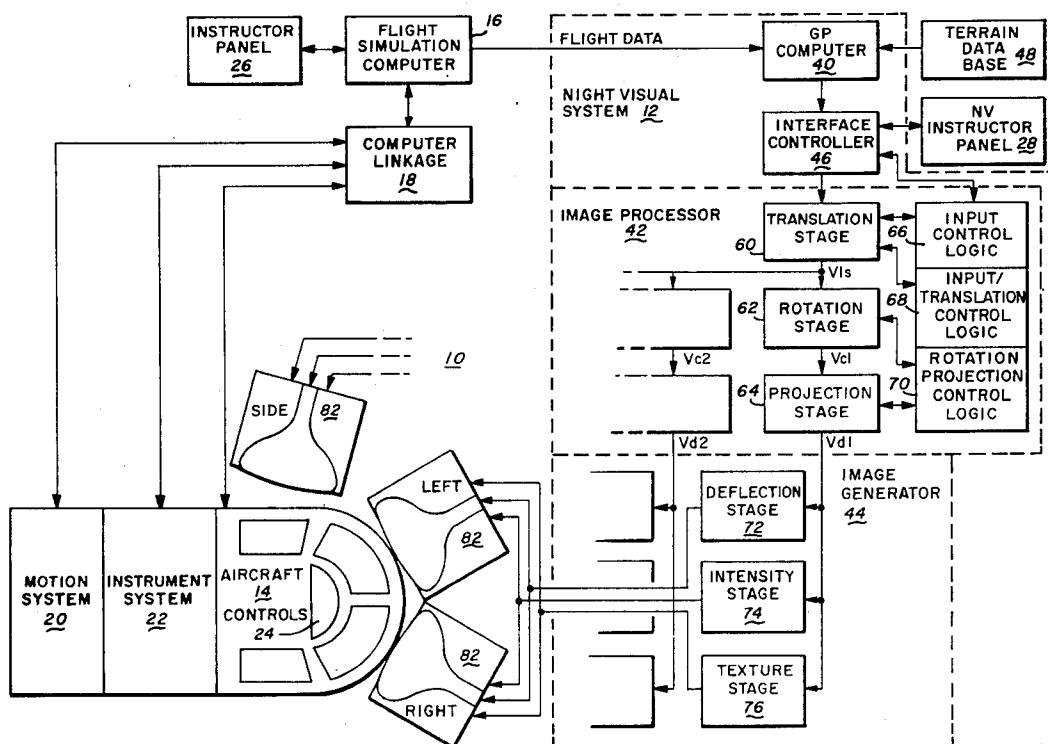 INSTRUCTOR
PANEL
26
FLIGHT
SIMULATION
COMPUTER
16
FLIGHT DATA
GP
COMPUTER
40
TERRAIN
DATA
BASE 48
NIGHT VISUAL
SYSTEM 12
COMPUTER
LINKAGE
18
INTERFACE
CONTROLLER
46
NV
INSTRUCTOR
PANEL 28
IMAGE PROCESSOR
42
TRANSLATION
STAGE
60
INPUT
CONTROL
LOGIC
66
VIs
ROTATION
STAGE
62
INPUT/
TRANSLATION
CONTROL
LOGIC
68
Vc2
Vc1
PROJECTION
STAGE
64
ROTATION
PROJECTION
CONTROL
LOGIC
70
Vd2
Vd1
10
SIDE
82
LEFT
82
DEFLECTION
STAGE
72
IMAGE
GENERATOR
44
MOTION
SYSTEM
20
INSTRUMENT
SYSTEM
22
AIRCRAFT
14
CONTROLS
24
INTENSITY
STAGE
74
82
RIGHT
TEXTURE
STAGE
76